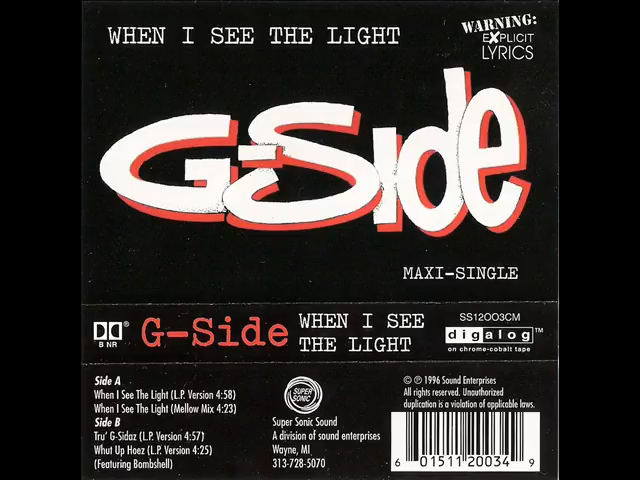 WHEN I SEE THE LIGHT
WARNING:
EXPLICIT
LYRICS
G-Side
MAXI-SINGLE
B NR
G-Side
WHEN I SEE
THE LIGHT
SS12003CM
digalog™
on chrome-cobalt tape
Side A
When I See The Light (L.P. Version 4:58)
When I See The Light (Mellow Mix 4:23)
Side B
Tru' G-Sidaz (L.P. Version 4:57)
Whut Up Hoez (L.P. Version 4:25)
(Featuring Bombshell)
SUPER
SONIC
Super Sonic Sound
A division of sound enterprises
Wayne, MI
313-728-5070
© ℗ 1996 Sound Enterprises
All rights reserved. Unauthorized
duplication is a violation of applicable laws.
6 01511 20034 9